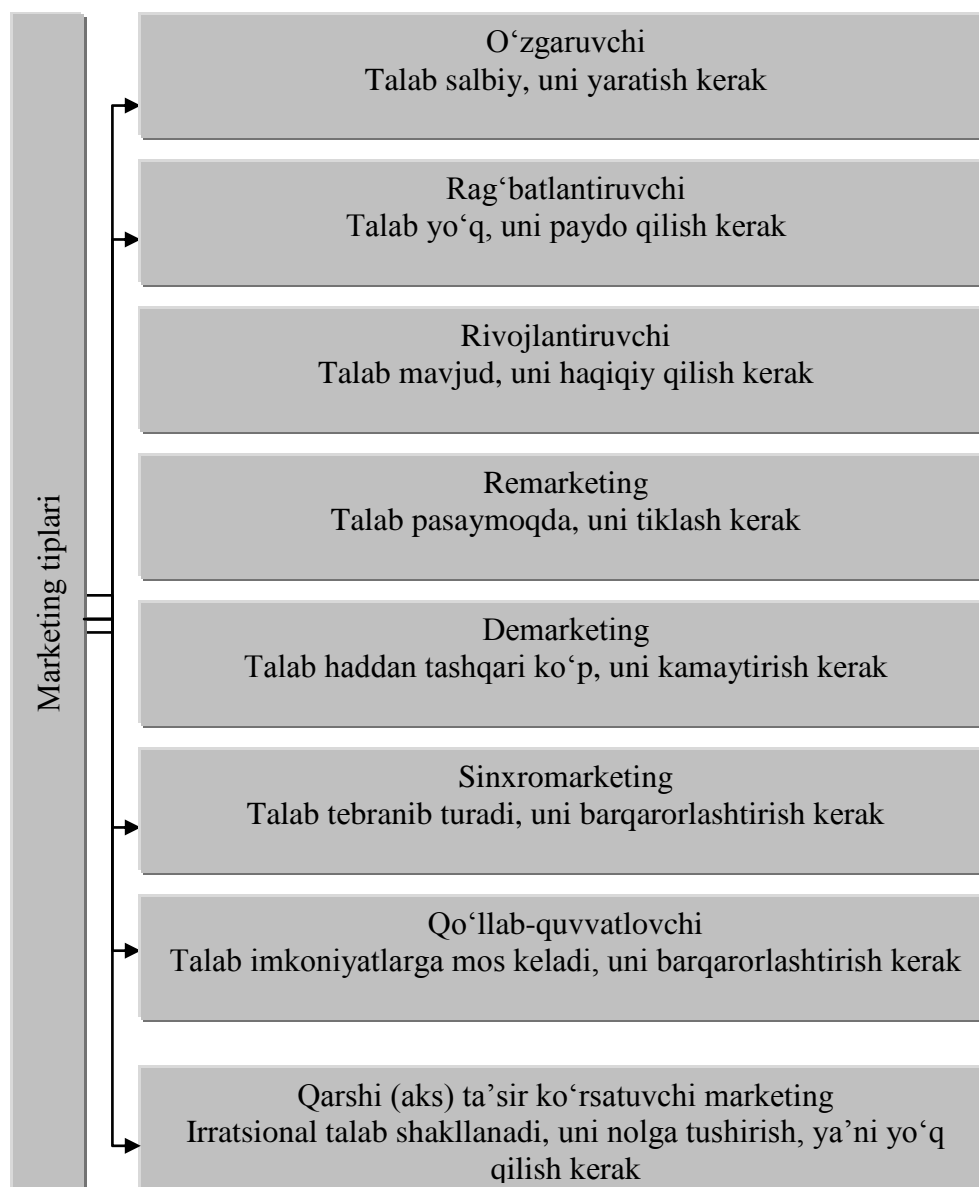 Marketing tiplari
O‘zgaruvchi
Talab salbiy, uni yaratish kerak
Rag‘batlantiruvchi
Talab yo‘q, uni paydo qilish kerak
Rivojlantiruvchi
Talab mavjud, uni haqiqiy qilish kerak
Remarketing
Talab pasaymoqda, uni tiklash kerak
Demarketing
Talab haddan tashqari ko‘p, uni kamaytirish kerak
Sinxromarketing
Talab tebranib turadi, uni barqarorlashtirish kerak
Qo‘llab-quvvatlovchi
Talab imkoniyatlarga mos keladi, uni barqarorlashtirish kerak
Qarshi (aks) ta’sir ko‘rsatuvchi marketing
Irratsional talab shakllanadi, uni nolga tushirish, ya’ni yo‘q
qilish kerak